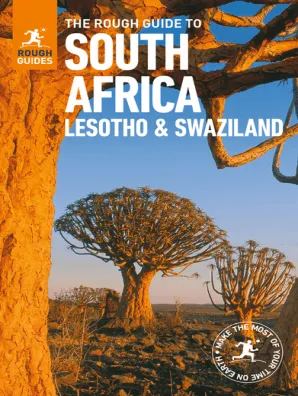 ROUGH
GUIDES
THE ROUGH GUIDE TO
SOUTH
AFRICA
LESOTHO & SWAZILAND
MAKE THE MOST OF YOUR TIME ON EARTH